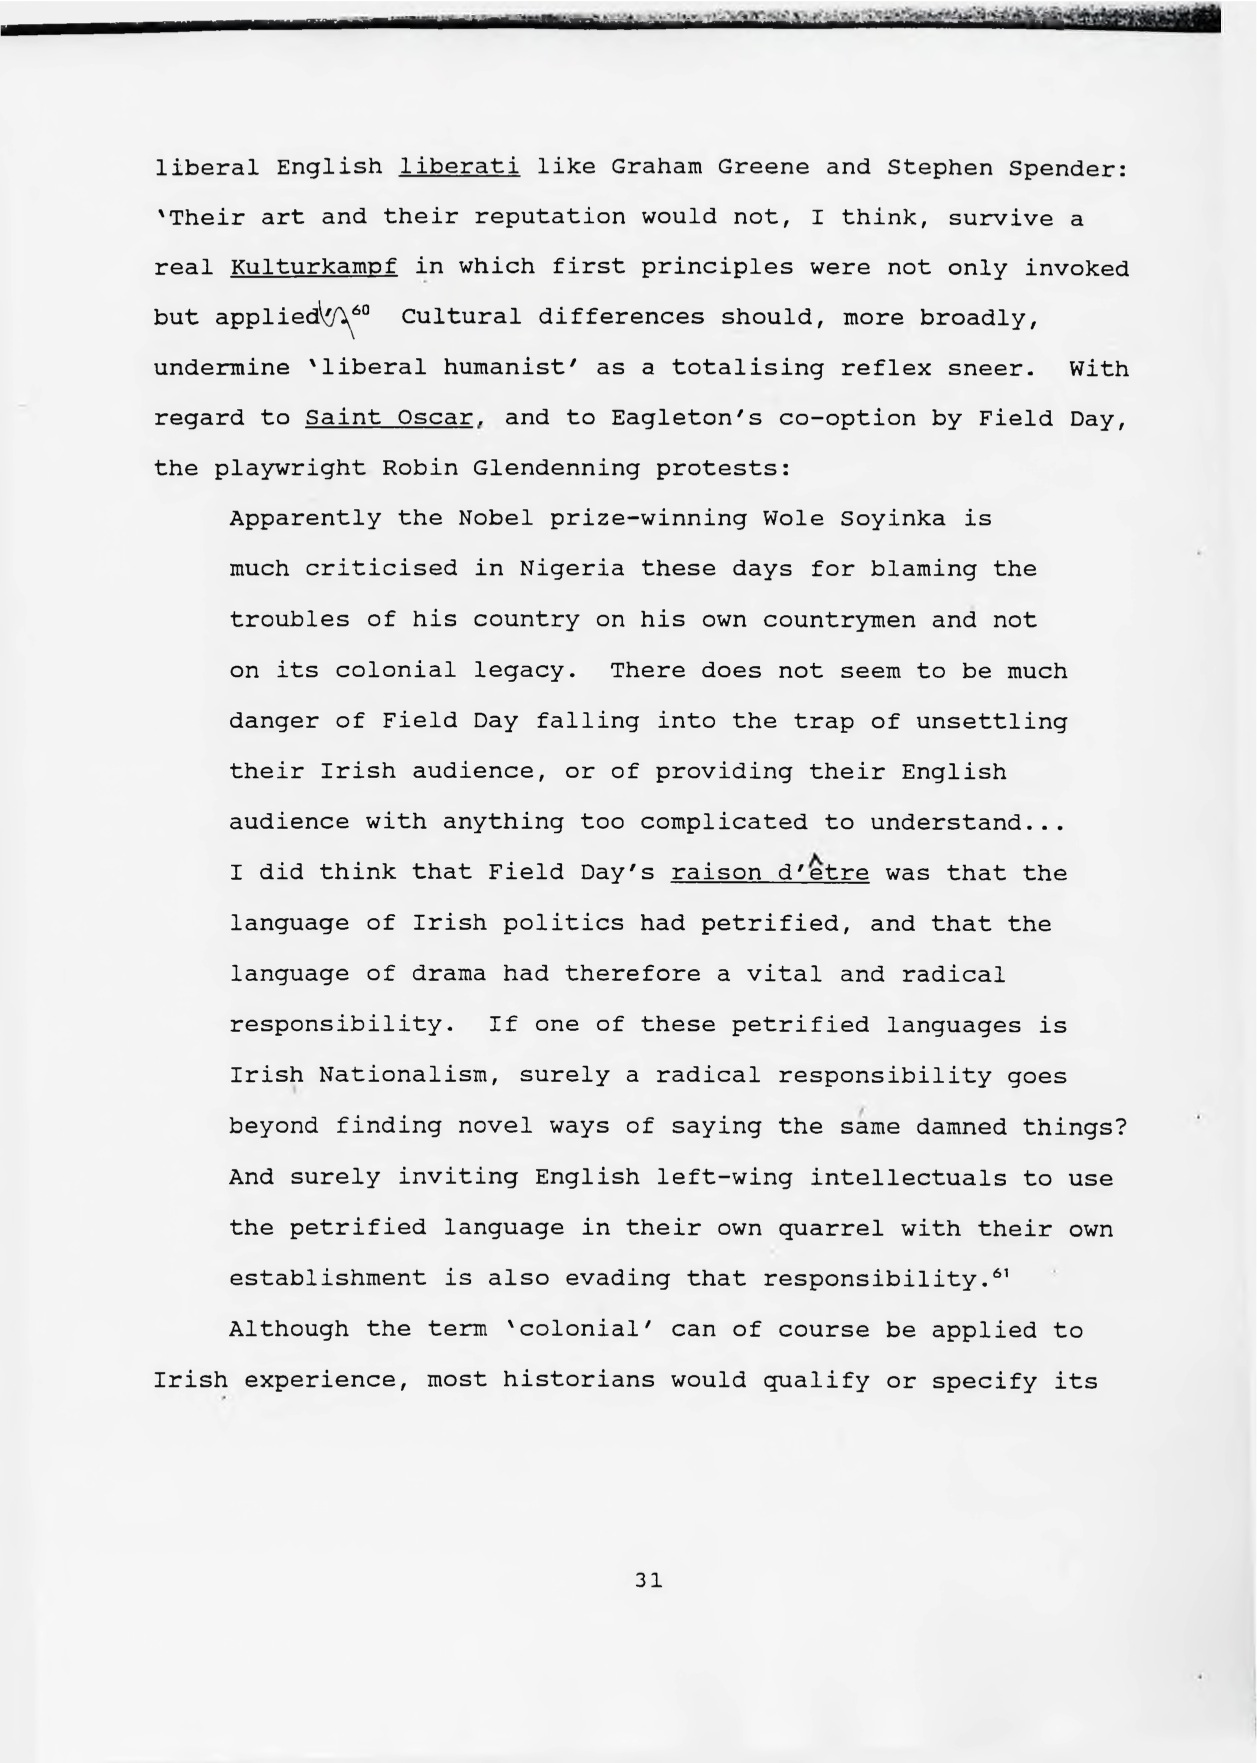 liberal English liberati like Graham Greene and Stephen Spender:
‘Their art and their reputation would not, I think, survive a
real Kulturkampf in which first principles were not only invoked
but applied’.⁶⁰ Cultural differences should, more broadly,
undermine ‘liberal humanist’ as a totalising reflex sneer. With
regard to Saint Oscar, and to Eagleton's co-option by Field Day,
the playwright Robin Glendenning protests:
Apparently the Nobel prize-winning Wole Soyinka is
much criticised in Nigeria these days for blaming the
troubles of his country on his own countrymen and not
on its colonial legacy. There does not seem to be much
danger of Field Day falling into the trap of unsettling
their Irish audience, or of providing their English
audience with anything too complicated to understand...
I did think that Field Day's raison d'être was that the
language of Irish politics had petrified, and that the
language of drama had therefore a vital and radical
responsibility. If one of these petrified languages is
Irish Nationalism, surely a radical responsibility goes
beyond finding novel ways of saying the same damned things?
And surely inviting English left-wing intellectuals to use
the petrified language in their own quarrel with their own
establishment is also evading that responsibility.⁶¹
Although the term ‘colonial’ can of course be applied to
Irish experience, most historians would qualify or specify its
31